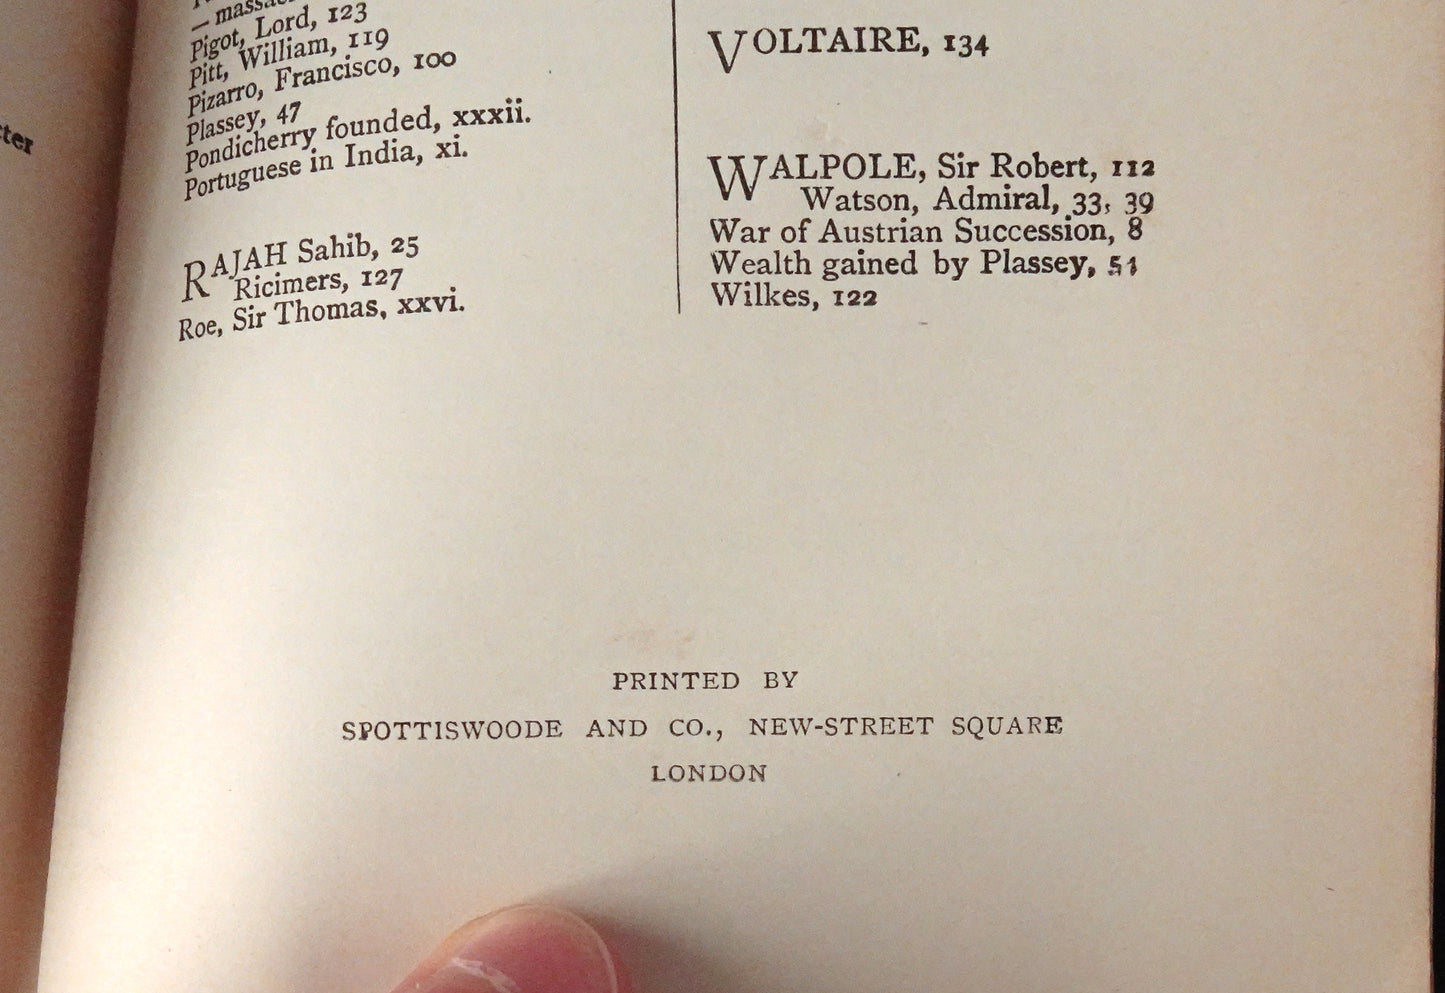 – massac
Pigot, Lord, 123
Pitt, William, 119
Pizarro, Francisco, 100
Plassey, 47
Pondicherry founded, xxxii.
Portuguese in India, xi.
RAJAH Sahib, 25
Ricimers, 127
Roe, Sir Thomas, xxvi.
VOLTAIRE, 134
WALPOLE, Sir Robert, 112
Watson, Admiral, 33, 39
War of Austrian Succession, 8
Wealth gained by Plassey, 51
Wilkes, 122
PRINTED BY
SPOTTISWOODE AND CO., NEW-STREET SQUARE
LONDON